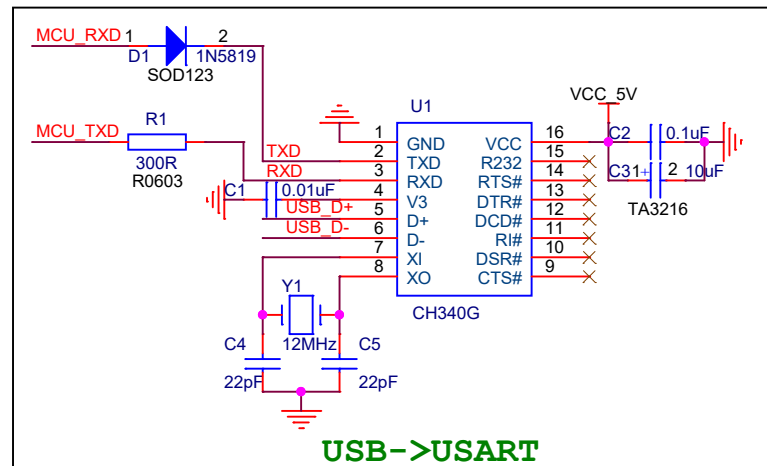 MCU_RXD 1 2
D1 1N5819
SOD123
MCU_TXD R1
300R
R0603
U1
VCC_5V
1 GND VCC 16 C2 0.1uF
TXD 2 TXD R232 15
RXD 3 RXD RTS# 14 C3 1+ 2 10uF
C1 0.01uF 4 V3 DTR# 13 TA3216
USB_D+ 5 D+ DCD# 12
USB_D- 6 D- RI# 11
7 XI DSR# 10
8 XO CTS# 9
Y1
CH340G
C4 12MHz C5
22pF 22pF
USB->USART